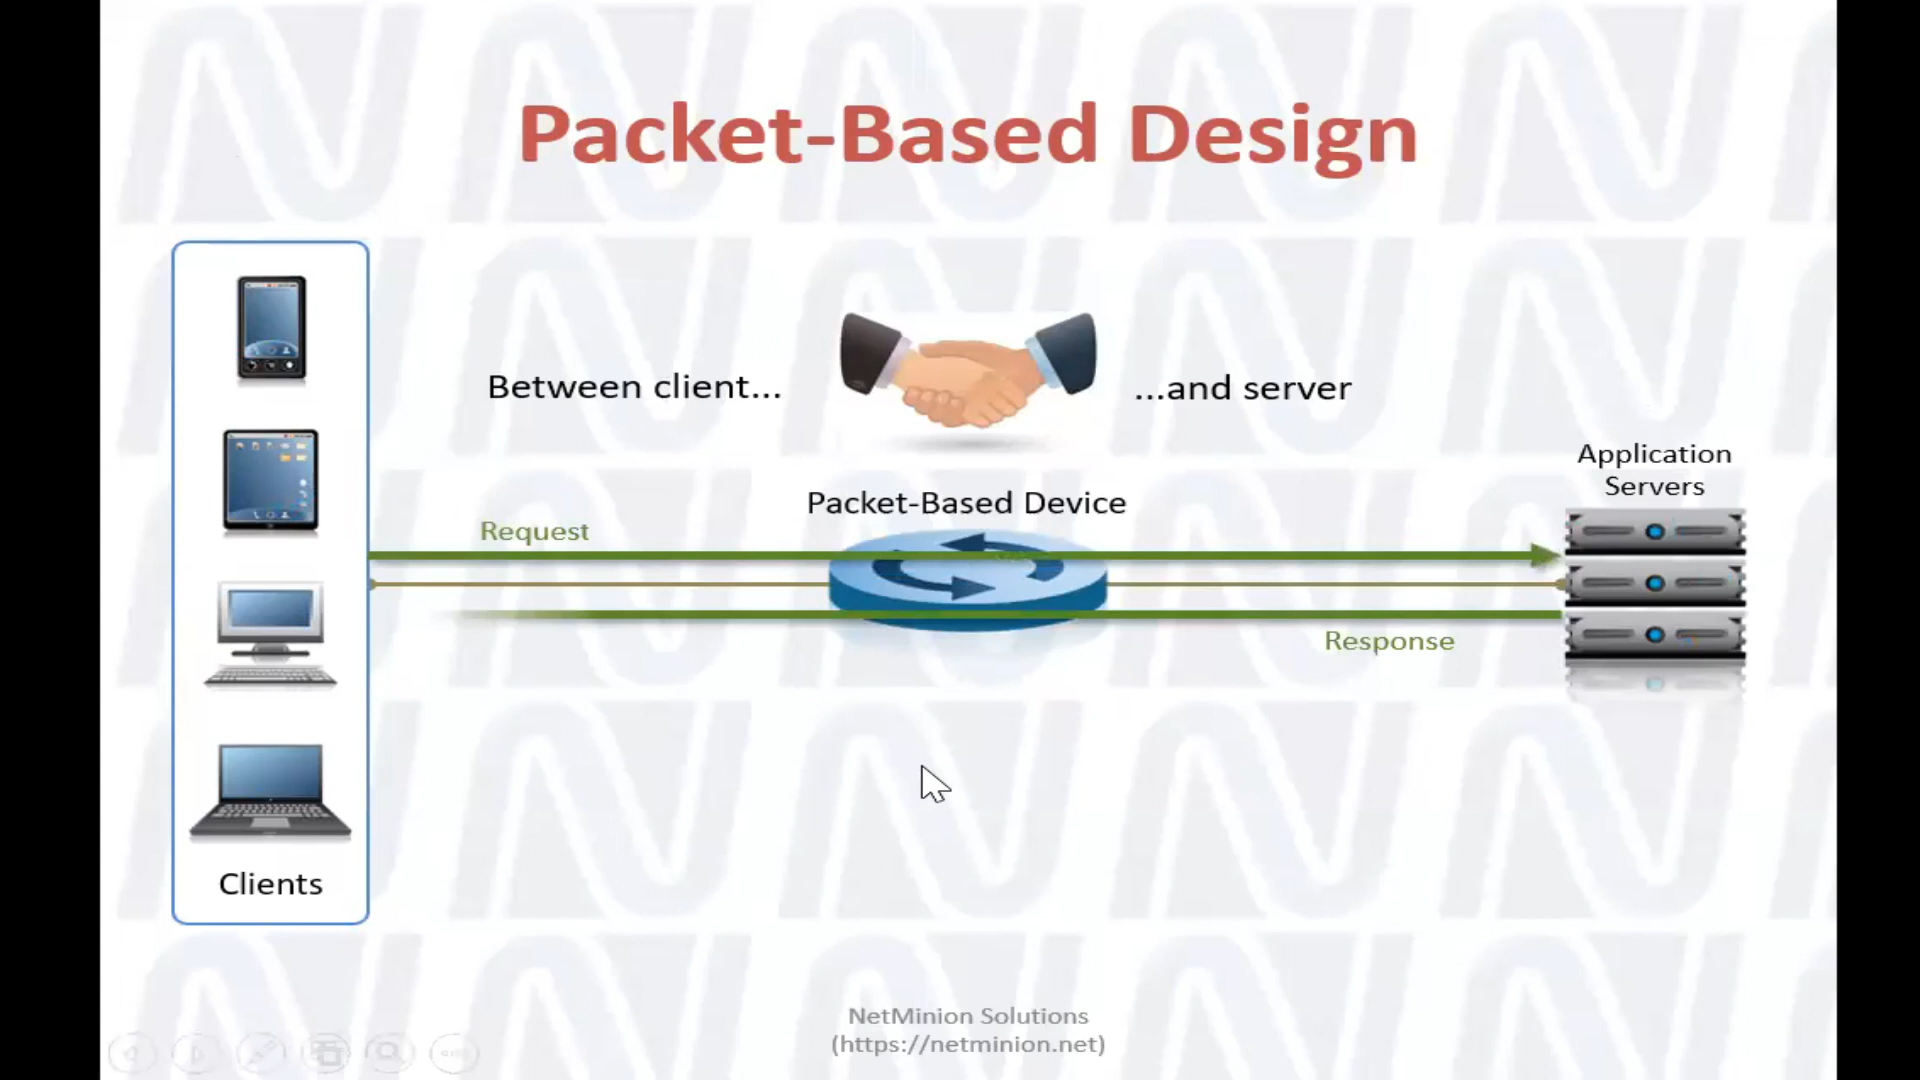 Packet-Based Design
Between client...
...and server
Application
Servers
Packet-Based Device
Request
Response
Clients
NetMinion Solutions
(https://netminion.net)